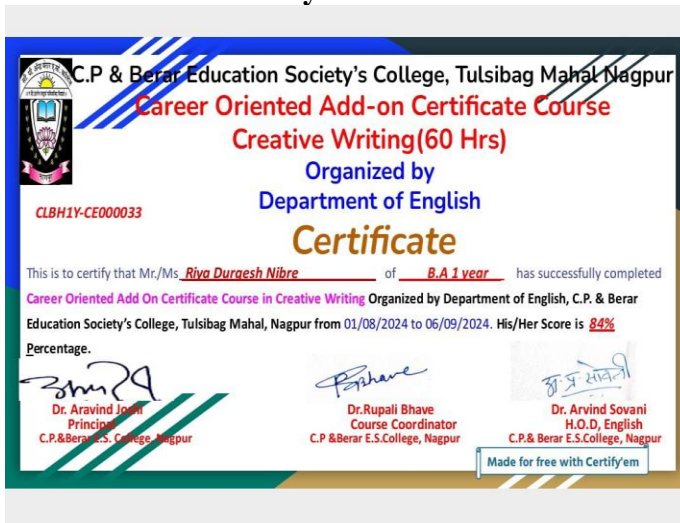 C.P & Berar Education Society's College, Tulsibag Mahal Nagpur
Career Oriented Add-on Certificate Course
Creative Writing(60 Hrs)
Organized by
Department of English
CLBH1Y-CE000033
Certificate
This is to certify that Mr./Ms Riya Durgesh Nibre of B.A 1 year has successfully completed
Career Oriented Add On Certificate Course in Creative Writing Organized by Department of English, C.P. & Berar
Education Society's College, Tulsibag Mahal, Nagpur from 01/08/2024 to 06/09/2024. His/Her Score is 84%
Percentage.
Dr. Aravind Joshi
Principal
C.P.&Berar E.S. College, Nagpur
Bhave
Dr.Rupali Bhave
Course Coordinator
C.P &Berar E.S.College, Nagpur
Dr. Arvind Sovani
H.O.D, English
C.P.& Berar E.S.College, Nagpur
Made for free with Certify'em